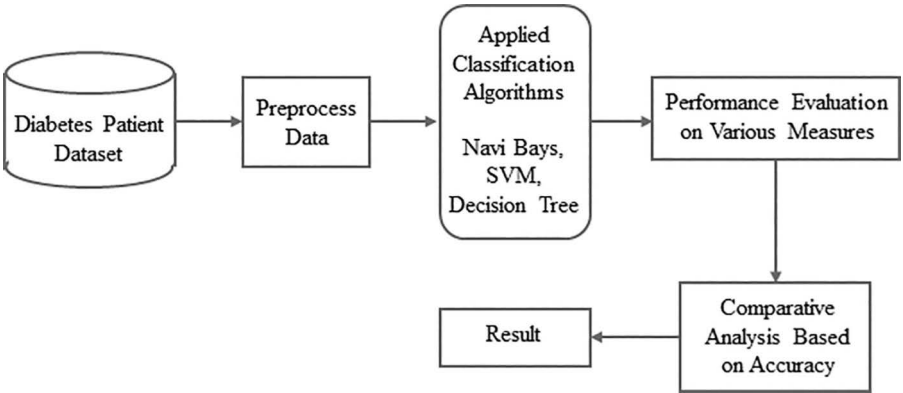 Diabetes Patient
Dataset
Preprocess
Data
Applied
Classification
Algorithms
Navi Bays,
SVM,
Decision Tree
Performance Evaluation
on Various Measures
Comparative
Analysis Based
on Accuracy
Result